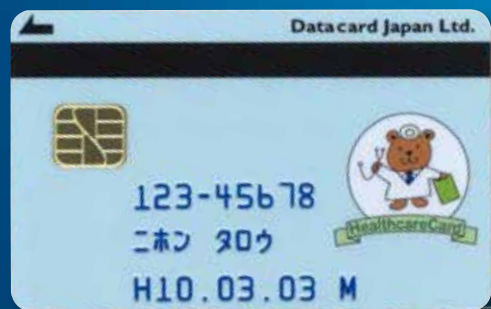 Datacard Japan Ltd.
123-45678
ニホン タロウ
HealthcareCard
H10.03.03 M